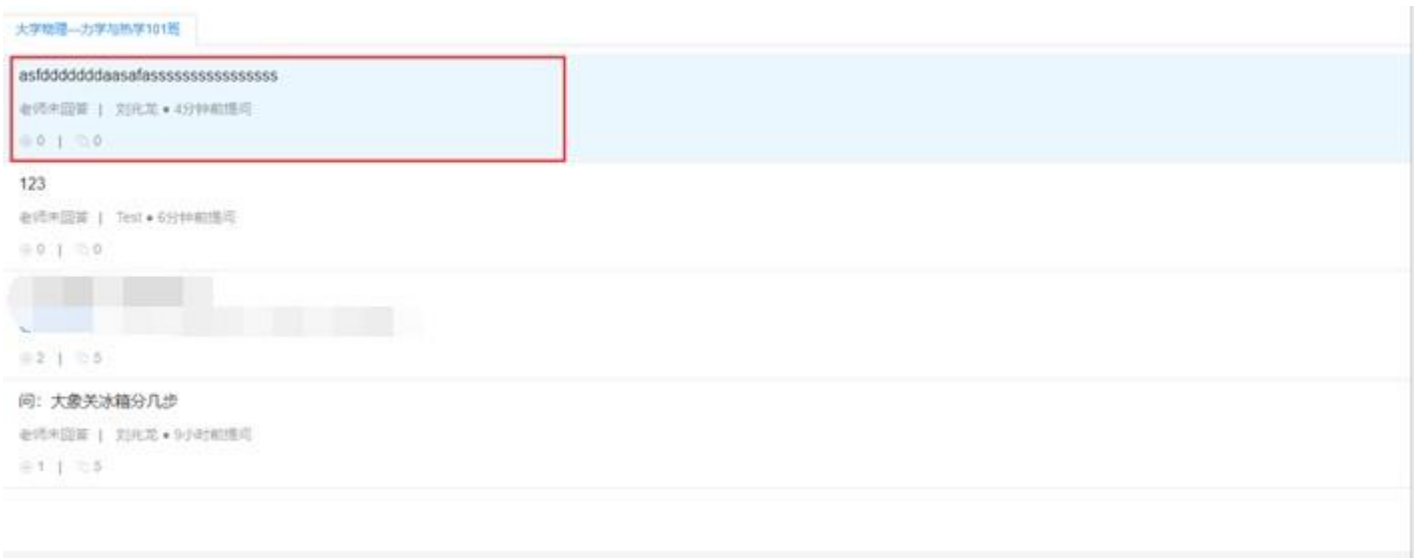 大学物理—力学与热学101班
asfdddddddaasafassssssssssssssss
老师未回答 | 刘兆龙 • 4分钟前提问
0 | 0
123
老师未回答 | Test • 6分钟前提问
0 | 0
2 | 5
问：大象关冰箱分几步
老师未回答 | 刘兆龙 • 9小时前提问
1 | 5